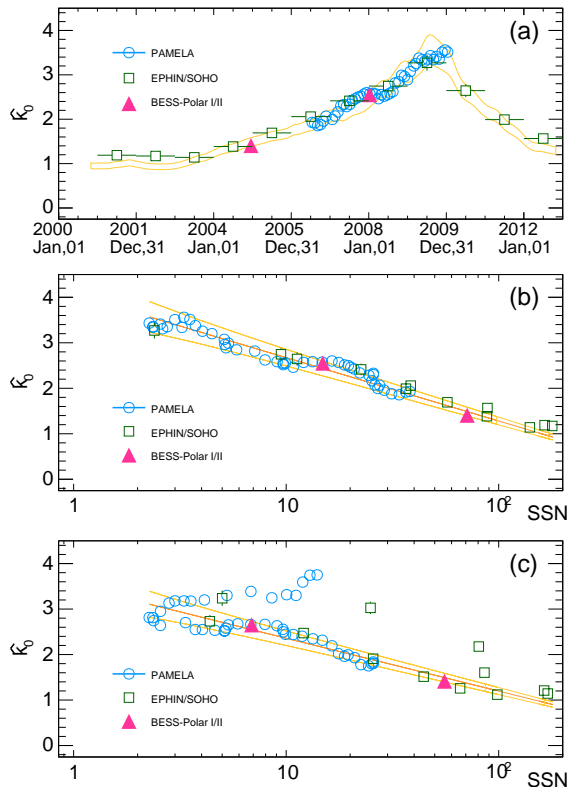 (a)
4
3
2
1
0
κ̂₀
PAMELA
EPHIN/SOHO
BESS-Polar I/II
2000 2001 2004 2005 2008 2009 2012
Jan,01 Dec,31 Jan,01 Dec,31 Jan,01 Dec,31 Jan,01
(b)
4
3
2
1
0
κ̂₀
PAMELA
EPHIN/SOHO
BESS-Polar I/II
1 10 10² SSN
(c)
4
3
2
1
0
κ̂₀
PAMELA
EPHIN/SOHO
BESS-Polar I/II
1 10 10² SSN